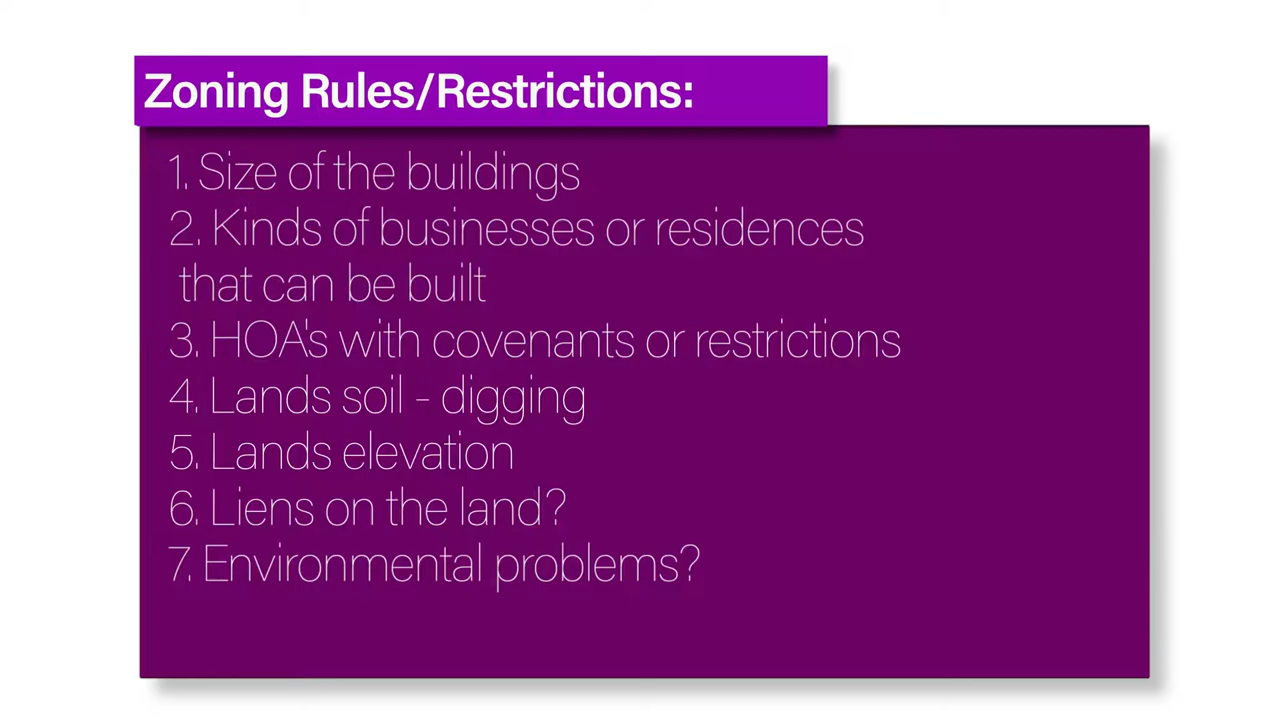 Zoning Rules/Restrictions:
1. Size of the buildings
2. Kinds of businesses or residences
that can be built
3. HOA's with covenants or restrictions
4. Lands soil - digging
5. Lands elevation
6. Liens on the land?
7. Environmental problems?